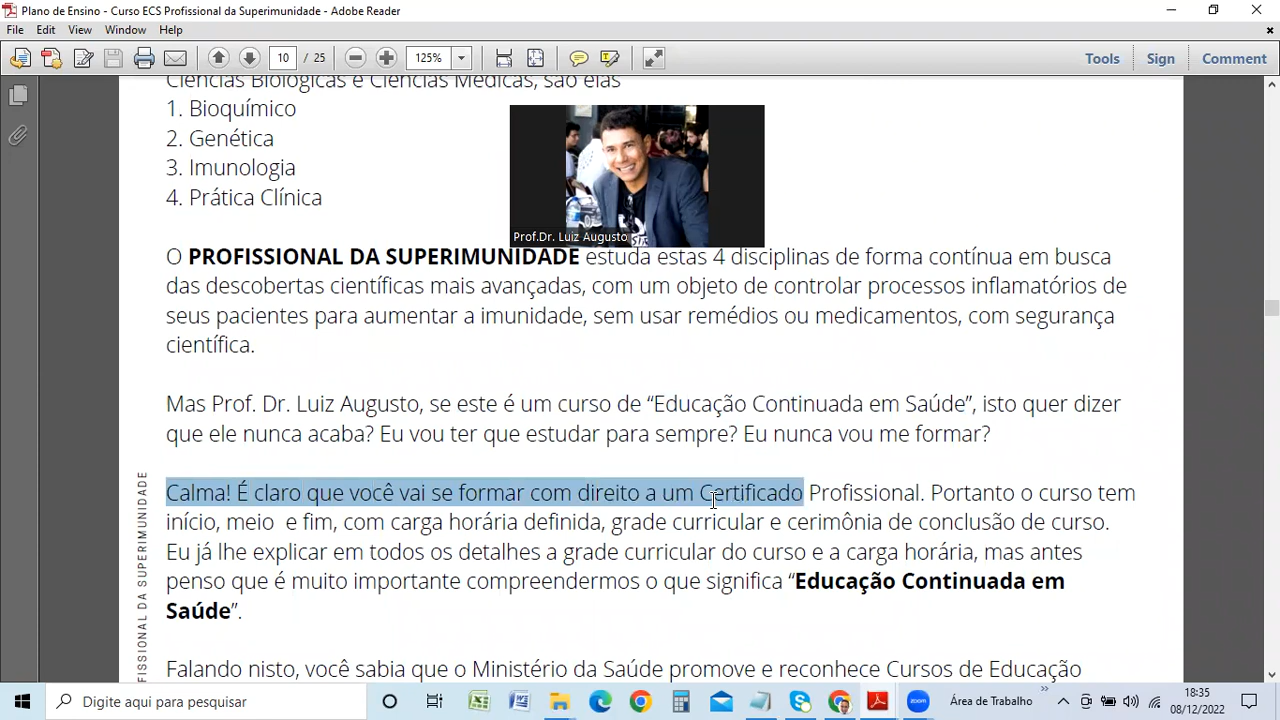 Plano de Ensino - Curso ECS Profissional da Superimunidade - Adobe Reader
File Edit View Window Help
10 / 25 125% Tools Sign Comment
Ciências Biológicas e Ciências Médicas, são elas
1. Bioquímico
2. Genética
3. Imunologia
4. Prática Clínica
Prof.Dr. Luiz Augusto
O PROFISSIONAL DA SUPERIMUNIDADE estuda estas 4 disciplinas de forma contínua em busca
das descobertas científicas mais avançadas, com um objeto de controlar processos inflamatórios de
seus pacientes para aumentar a imunidade, sem usar remédios ou medicamentos, com segurança
científica.
Mas Prof. Dr. Luiz Augusto, se este é um curso de “Educação Continuada em Saúde”, isto quer dizer
que ele nunca acaba? Eu vou ter que estudar para sempre? Eu nunca vou me formar?
Calma! É claro que você vai se formar com direito a um Certificado Profissional. Portanto o curso tem
início, meio e fim, com carga horária definida, grade curricular e cerimônia de conclusão de curso.
Eu já lhe explicar em todos os detalhes a grade curricular do curso e a carga horária, mas antes
penso que é muito importante compreendermos o que significa “Educação Continuada em
Saúde”.
Falando nisto, você sabia que o Ministério da Saúde promove e reconhece Cursos de Educação
FISSIONAL DA SUPERIMUNIDADE
Digite aqui para pesquisar
zoom
Área de Trabalho
18:35
08/12/2022